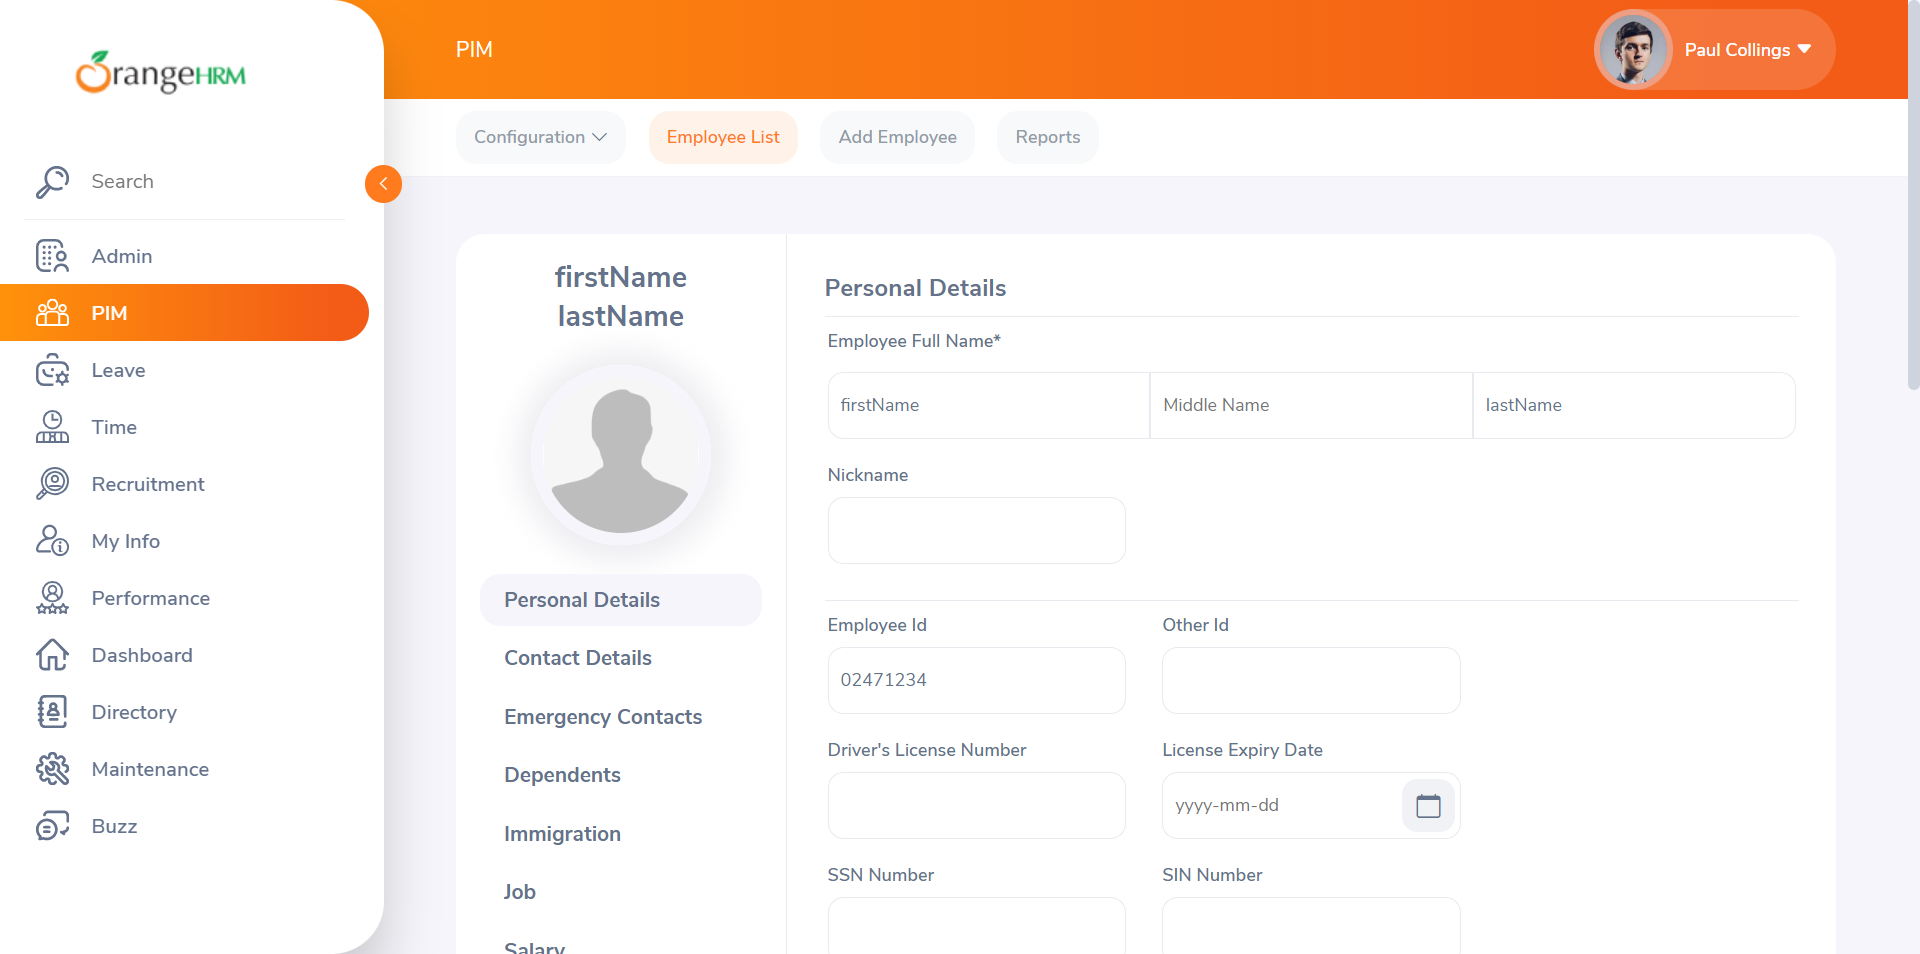 OrangeHRM
PIM
Paul Collings
Configuration
Employee List
Add Employee
Reports
Search
Admin
PIM
Leave
Time
Recruitment
My Info
Performance
Dashboard
Directory
Maintenance
Buzz
firstName
lastName
Personal Details
Contact Details
Emergency Contacts
Dependents
Immigration
Job
Salary
Personal Details
Employee Full Name*
firstName
Middle Name
lastName
Nickname
Employee Id
Other Id
02471234
Driver's License Number
License Expiry Date
yyyy-mm-dd
SSN Number
SIN Number